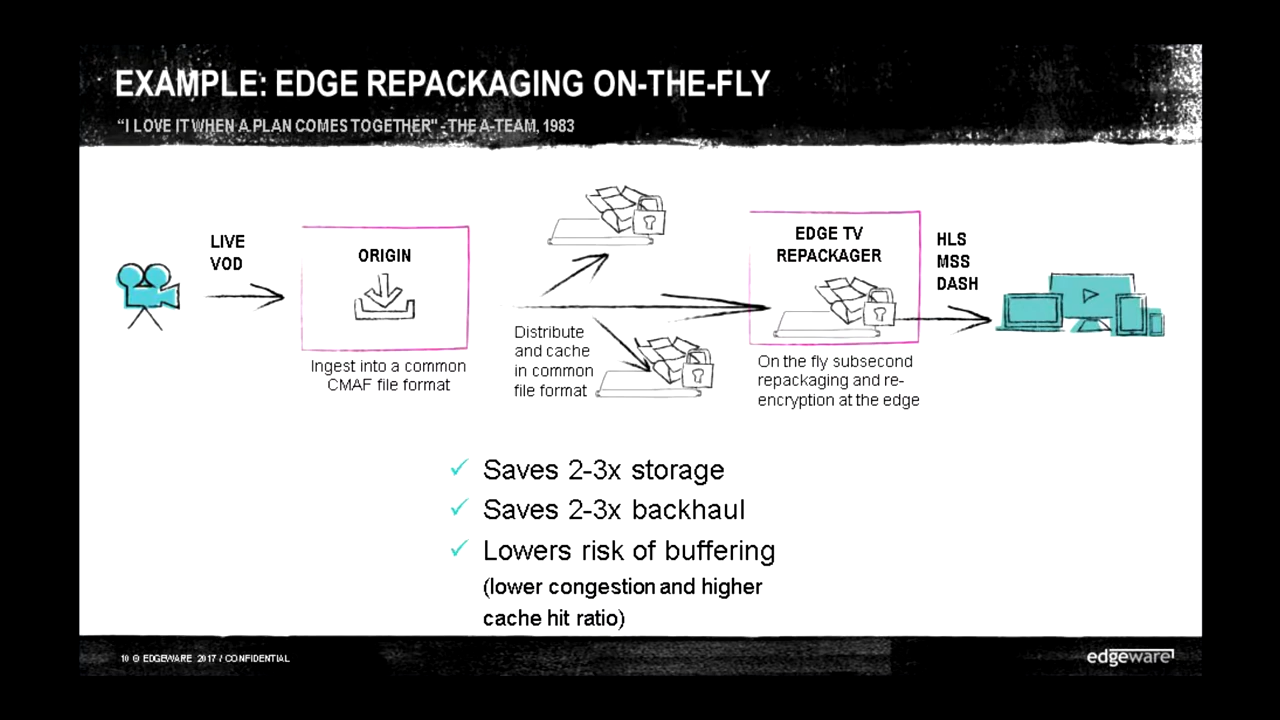 EXAMPLE: EDGE REPACKAGING ON-THE-FLY
"I LOVE IT WHEN A PLAN COMES TOGETHER" - THE A-TEAM, 1983
LIVE
VOD
ORIGIN
Ingest into a common
CMAF file format
Distribute
and cache
in common
file format
EDGE TV
REPACKAGER
On the fly subsecond
repackaging and re-
encryption at the edge
HLS
MSS
DASH
✓ Saves 2-3x storage
✓ Saves 2-3x backhaul
✓ Lowers risk of buffering
(lower congestion and higher
cache hit ratio)
10 © EDGEWARE 2017 / CONFIDENTIAL
edgeware